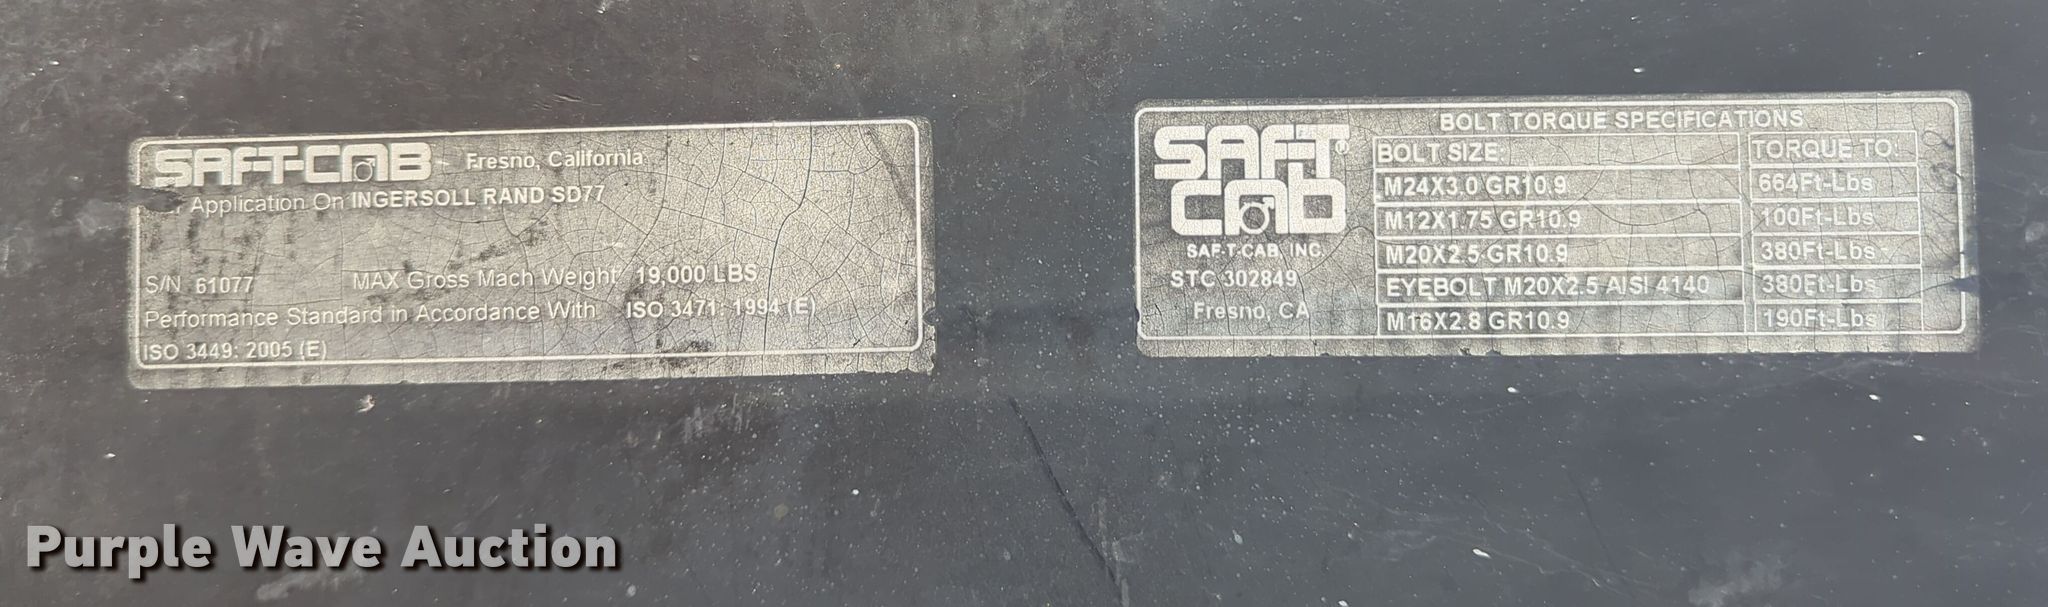 SAF-T-CAB - Fresno, California
Application On INGERSOLL RAND SD77
S/N 61077 MAX Gross Mach Weight 19,000 LBS
Performance Standard in Accordance With ISO 3471: 1994 (E)
ISO 3449: 2005 (E)
SAF-T
CAB
SAF-T-CAB, INC.
STC 302849
Fresno, CA
BOLT TORQUE SPECIFICATIONS
BOLT SIZE: TORQUE TO:
M24X3.0 GR10.9 664Ft-Lbs
M12X1.75 GR10.9 100Ft-Lbs
M20X2.5 GR10.9 380Ft-Lbs
EYEBOLT M20X2.5 AISI 4140 380Ft-Lbs
M16X2.8 GR10.9 190Ft-Lbs
Purple Wave Auction